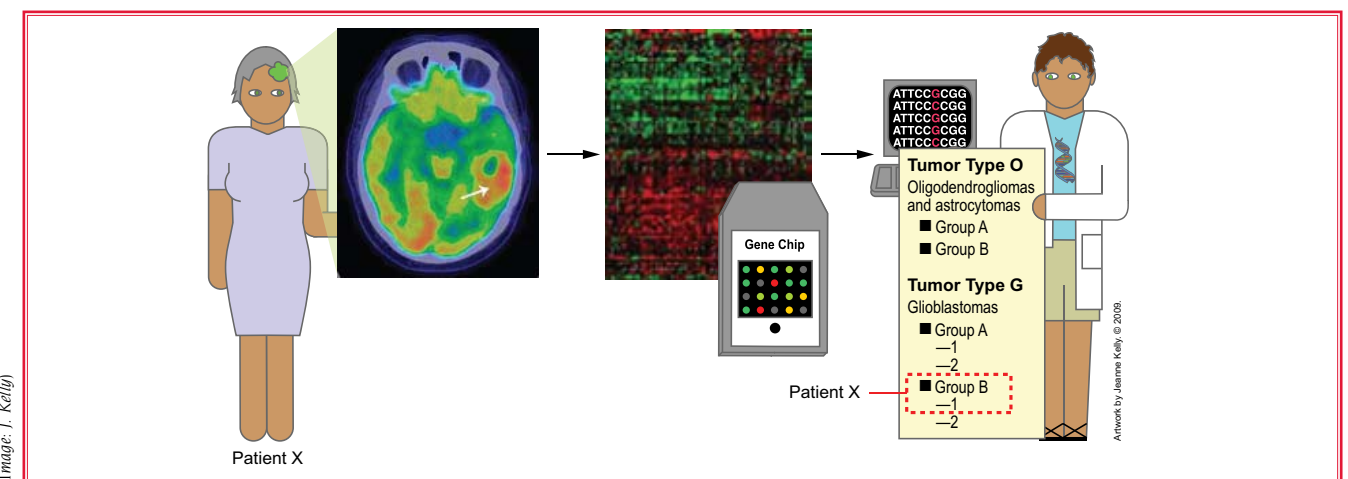 Patient X
Gene Chip
ATTCCGCGG
ATTCCCCGG
ATTCCGCGG
ATTCCGCGG
ATTCCCCGG
Tumor Type O
Oligodendrogliomas
and astrocytomas
■ Group A
■ Group B
Tumor Type G
Glioblastomas
■ Group A
—1
—2
■ Group B
—1
—2
Patient X
Artwork by Jeanne Kelly. © 2009.
Image: J. Kelly)